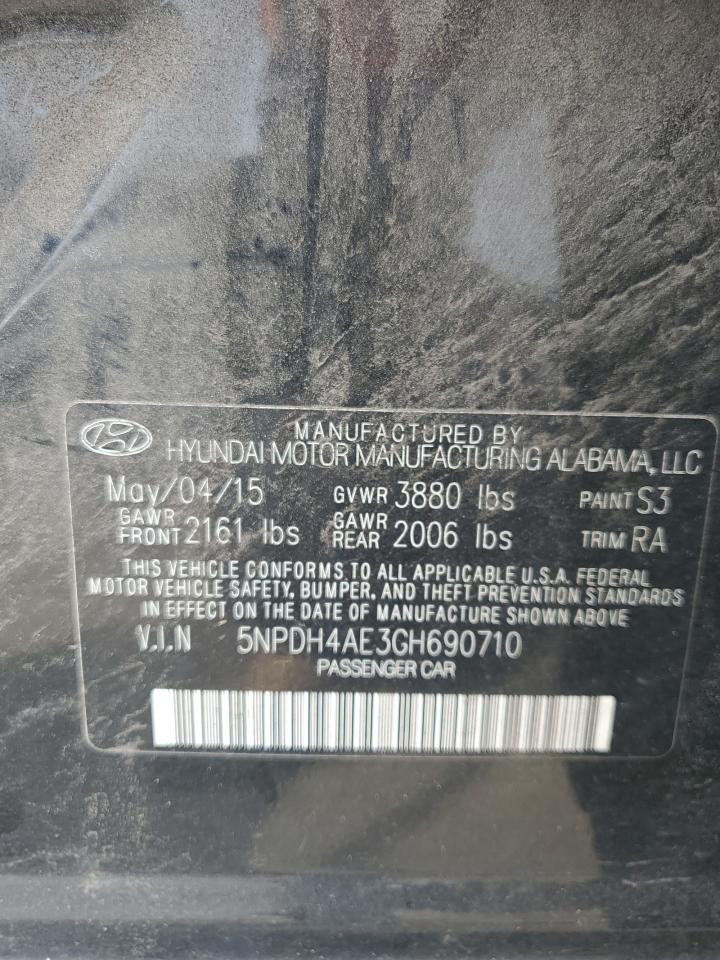 MANUFACTURED BY
HYUNDAI MOTOR MANUFACTURING ALABAMA, LLC
May/04/15 GVWR 3880 lbs PAINT S3
GAWR FRONT 2161 lbs GAWR REAR 2006 lbs TRIM RA
THIS VEHICLE CONFORMS TO ALL APPLICABLE U.S.A. FEDERAL
MOTOR VEHICLE SAFETY, BUMPER, AND THEFT PREVENTION STANDARDS
IN EFFECT ON THE DATE OF MANUFACTURE SHOWN ABOVE
V.I.N 5NPDH4AE3GH690710
PASSENGER CAR